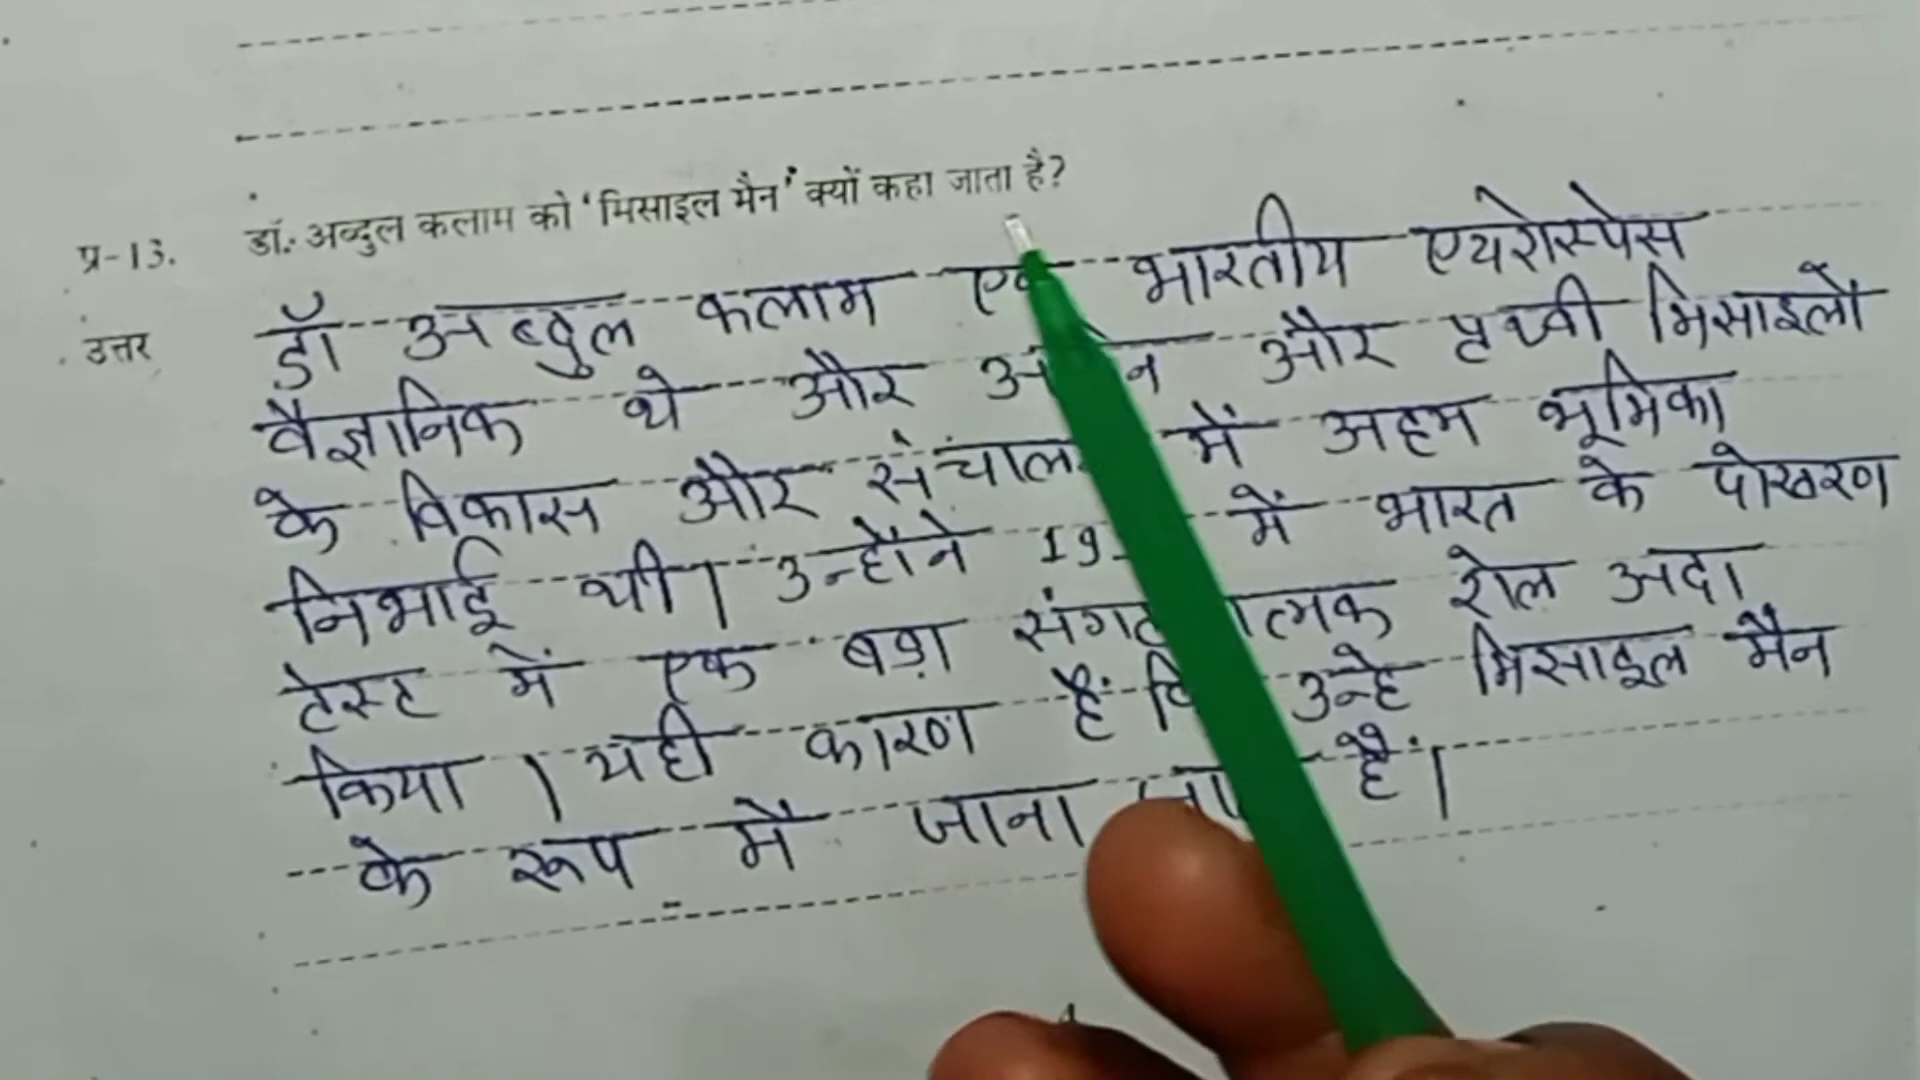 प्र-13. डॉ. अब्दुल कलाम को 'मिसाइल मैन' क्यों कहा जाता है?
उत्तर डॉ अब्दुल कलाम भारतीय एयरोस्पेस
वैज्ञानिक थे और और पृथ्वी मिसाइलों
के विकास और में अहम भूमिका
निभाई थी। उन्होंने में भारत के पोखरण
टेस्ट में एक बड़ा रोल अदा
किया । यही कारण हैं उन्हे मिसाइल मैन
के रूप मै जाना हैं।